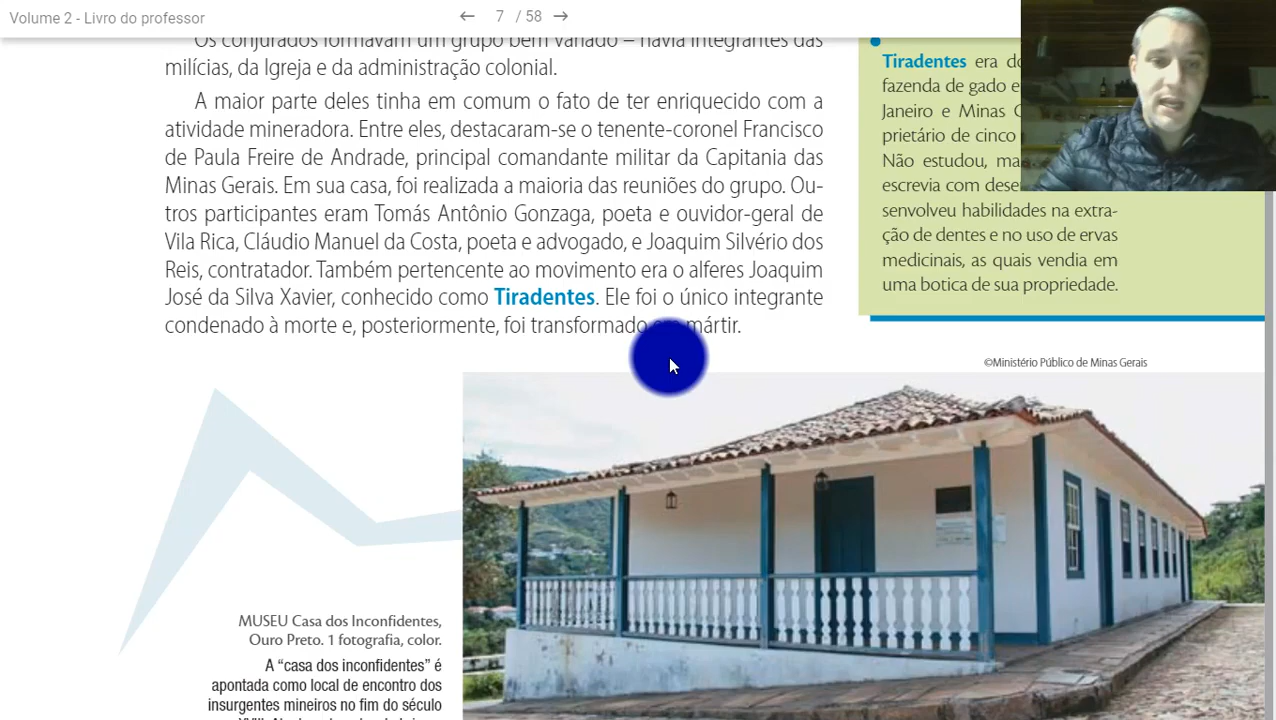 Volume 2 - Livro do professor
7 / 58
Os conjurados formavam um grupo bem variado – havia integrantes das
milícias, da Igreja e da administração colonial.
A maior parte deles tinha em comum o fato de ter enriquecido com a
atividade mineradora. Entre eles, destacaram-se o tenente-coronel Francisco
de Paula Freire de Andrade, principal comandante militar da Capitania das
Minas Gerais. Em sua casa, foi realizada a maioria das reuniões do grupo. Ou-
tros participantes eram Tomás Antônio Gonzaga, poeta e ouvidor-geral de
Vila Rica, Cláudio Manuel da Costa, poeta e advogado, e Joaquim Silvério dos
Reis, contratador. Também pertencente ao movimento era o alferes Joaquim
José da Silva Xavier, conhecido como Tiradentes. Ele foi o único integrante
condenado à morte e, posteriormente, foi transformado em mártir.
Tiradentes era do
fazenda de gado e
Janeiro e Minas G
prietário de cinco
Não estudou, ma
escrevia com dese
senvolveu habilidades na extra-
ção de dentes e no uso de ervas
medicinais, as quais vendia em
uma botica de sua propriedade.
©Ministério Público de Minas Gerais
MUSEU Casa dos Inconfidentes,
Ouro Preto. 1 fotografia, color.
A “casa dos inconfidentes” é
apontada como local de encontro dos
insurgentes mineiros no fim do século